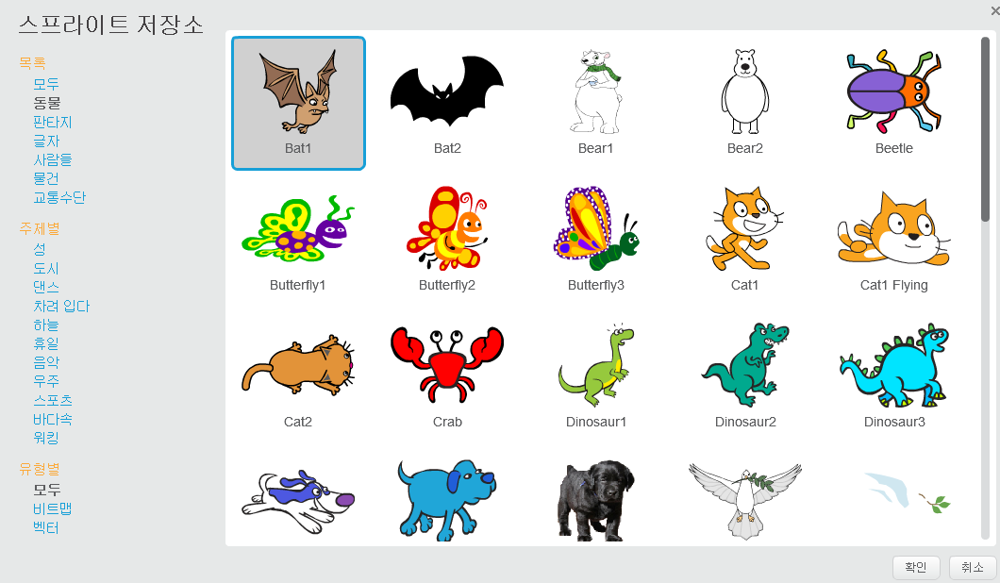 스프라이트 저장소
목록
모두
동물
판타지
글자
사람들
물건
교통수단
주제별
성
도시
댄스
차려 입다
하늘
휴일
음악
우주
스포츠
바다속
워킹
유형별
모두
비트맵
벡터
Bat1 Bat2 Bear1 Bear2 Beetle
Butterfly1 Butterfly2 Butterfly3 Cat1 Cat1 Flying
Cat2 Crab Dinosaur1 Dinosaur2 Dinosaur3
확인 취소